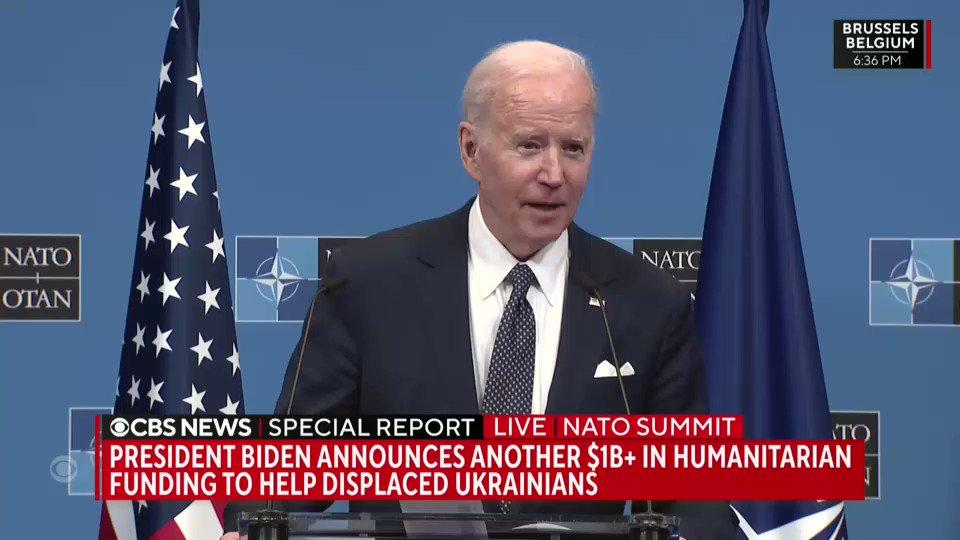 BRUSSELS
BELGIUM
6:36 PM
NATO
OTAN
NATO
CBS NEWS SPECIAL REPORT LIVE NATO SUMMIT
PRESIDENT BIDEN ANNOUNCES ANOTHER $1B+ IN HUMANITARIAN
FUNDING TO HELP DISPLACED UKRAINIANS